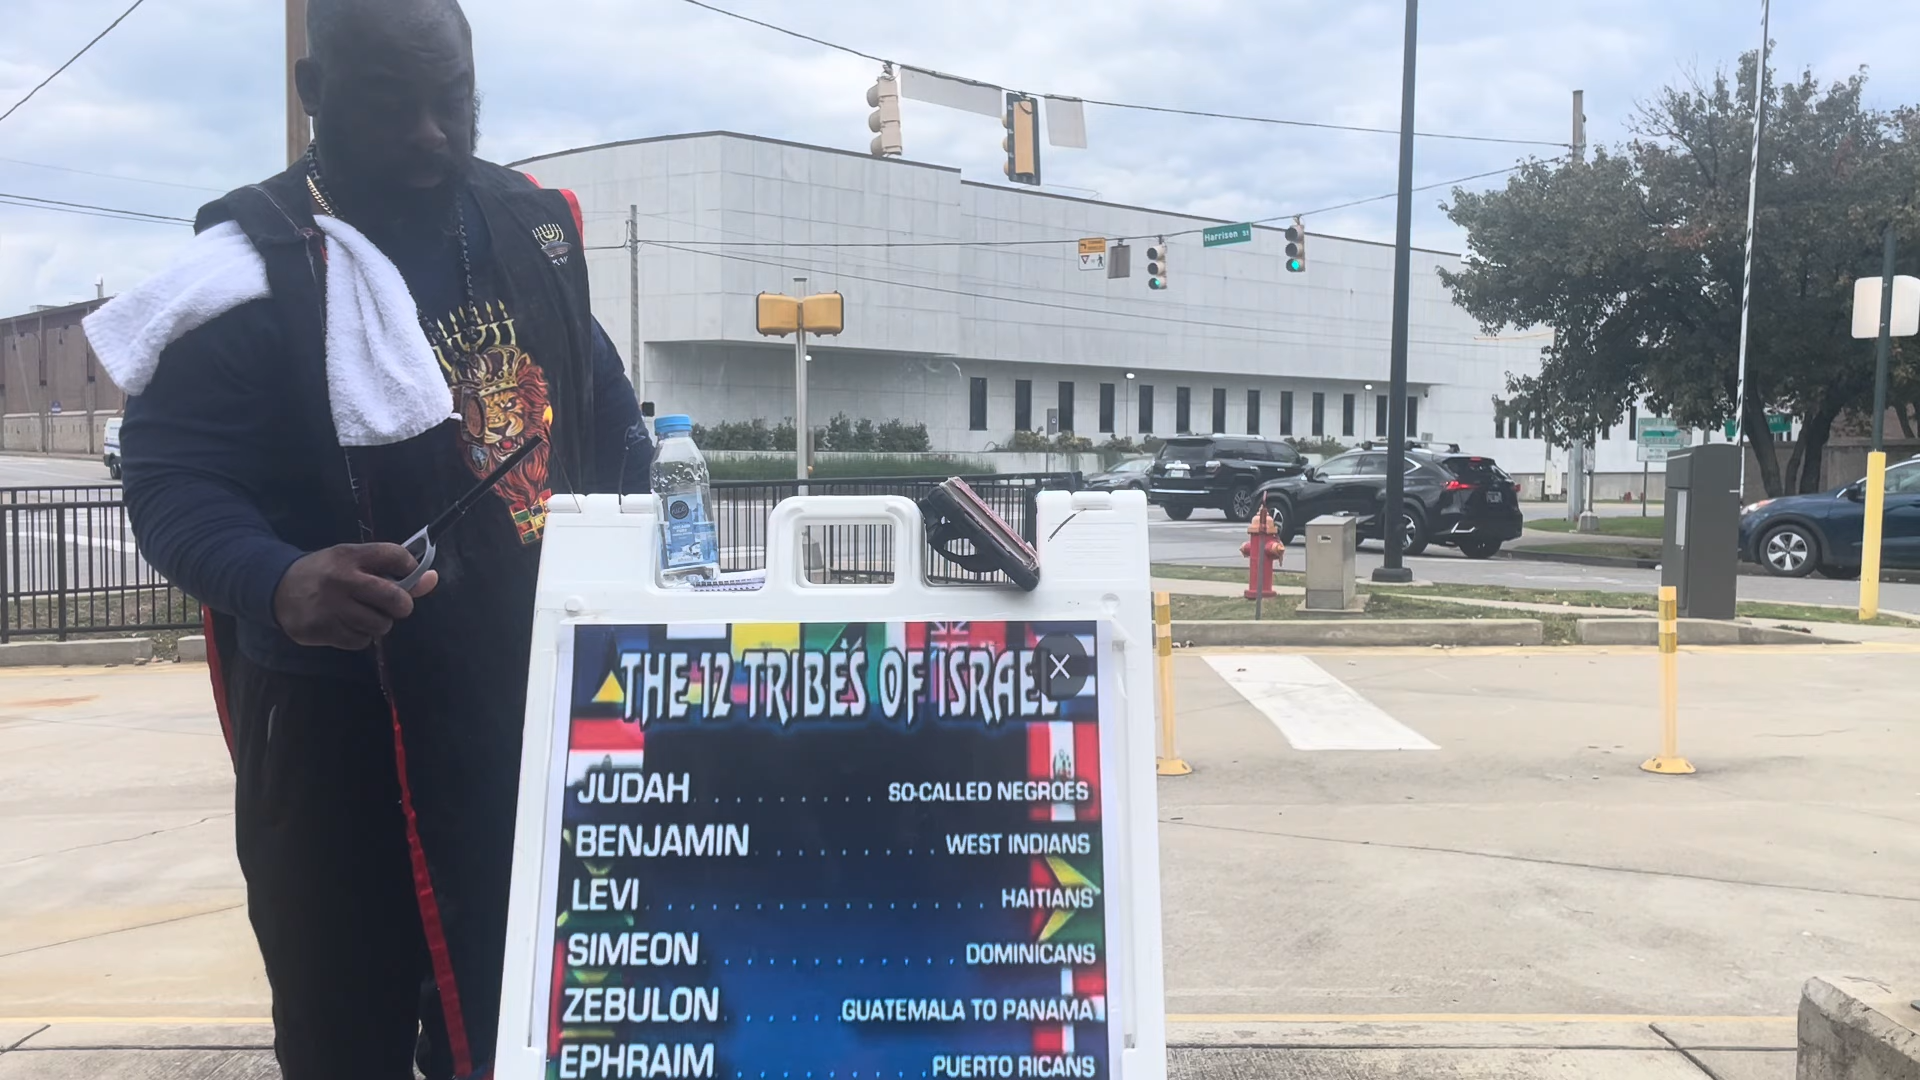 Harrison ST
THE 12 TRIBES OF ISRAEL
JUDAH . . . . . . . . . SO-CALLED NEGROES
BENJAMIN . . . . . . . . . WEST INDIANS
LEVI . . . . . . . . . . . . . . . HAITIANS
SIMEON . . . . . . . . . . . . DOMINICANS
ZEBULON . . . . . . GUATEMALA TO PANAMA
EPHRAIM . . . . . . . . . . PUERTO RICANS